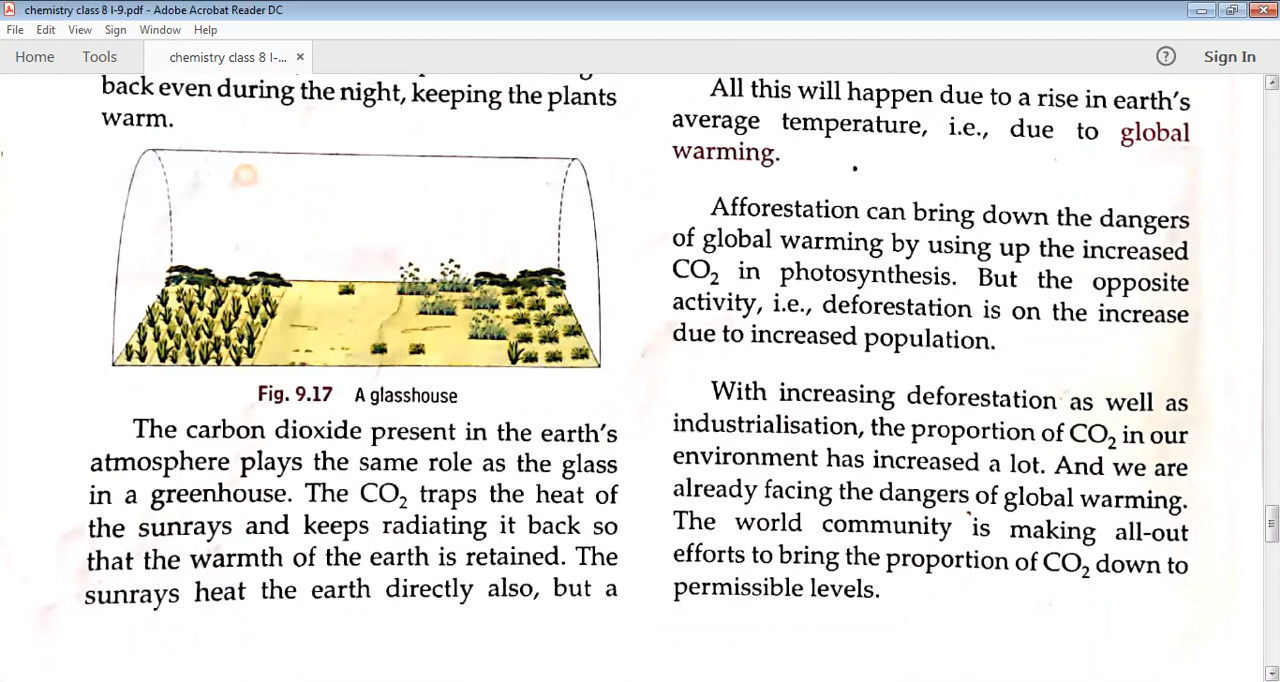 chemistry class 8 l-9.pdf - Adobe Acrobat Reader DC
File Edit View Sign Window Help
Home Tools chemistry class 8 l-... × ? Sign In
back even during the night, keeping the plants
warm.
Fig. 9.17 A glasshouse
The carbon dioxide present in the earth's
atmosphere plays the same role as the glass
in a greenhouse. The CO₂ traps the heat of
the sunrays and keeps radiating it back so
that the warmth of the earth is retained. The
sunrays heat the earth directly also, but a
All this will happen due to a rise in earth's
average temperature, i.e., due to global
warming.
Afforestation can bring down the dangers
of global warming by using up the increased
CO₂ in photosynthesis. But the opposite
activity, i.e., deforestation is on the increase
due to increased population.
With increasing deforestation as well as
industrialisation, the proportion of CO₂ in our
environment has increased a lot. And we are
already facing the dangers of global warming.
The world community is making all-out
efforts to bring the proportion of CO₂ down to
permissible levels.